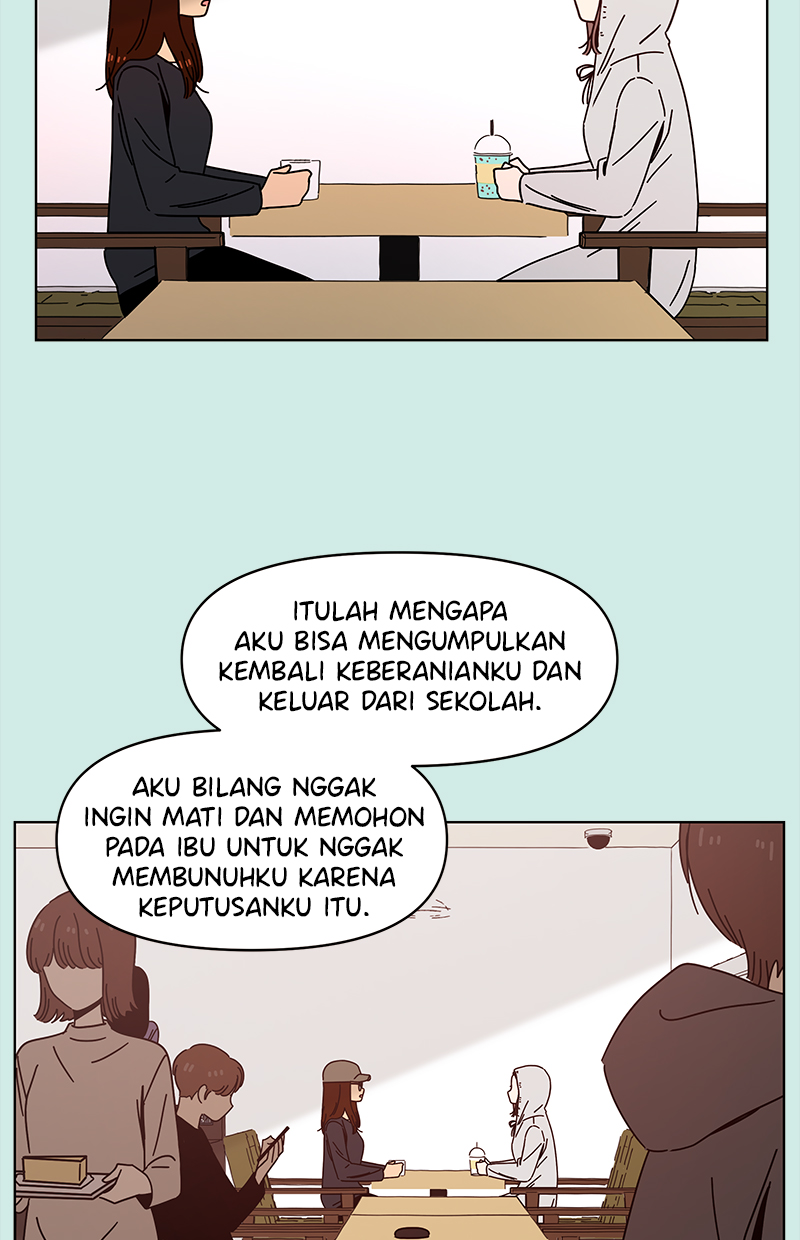 ITULAH MENGAPA
AKU BISA MENGUMPULKAN
KEMBALI KEBERANIANKU DAN
KELUAR DARI SEKOLAH.
AKU BILANG NGGAK
INGIN MATI DAN MEMOHON
PADA IBU UNTUK NGGAK
MEMBUNUHKU KARENA
KEPUTUSANKU ITU.